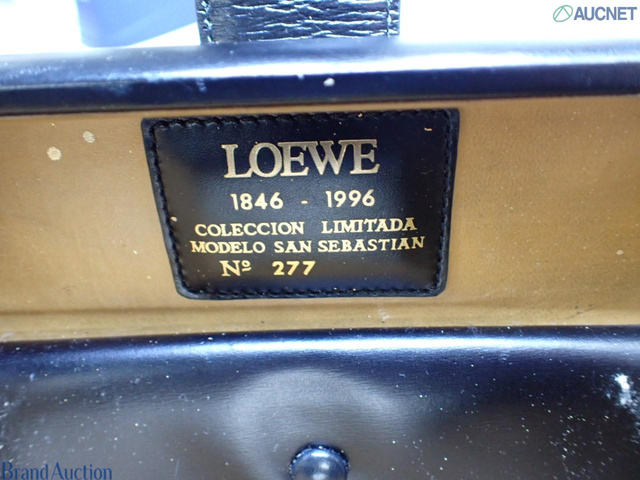 AUCNET
LOEWE
1846 - 1996
COLECCION LIMITADA
MODELO SAN SEBASTIAN
Nº 277
BrandAuction